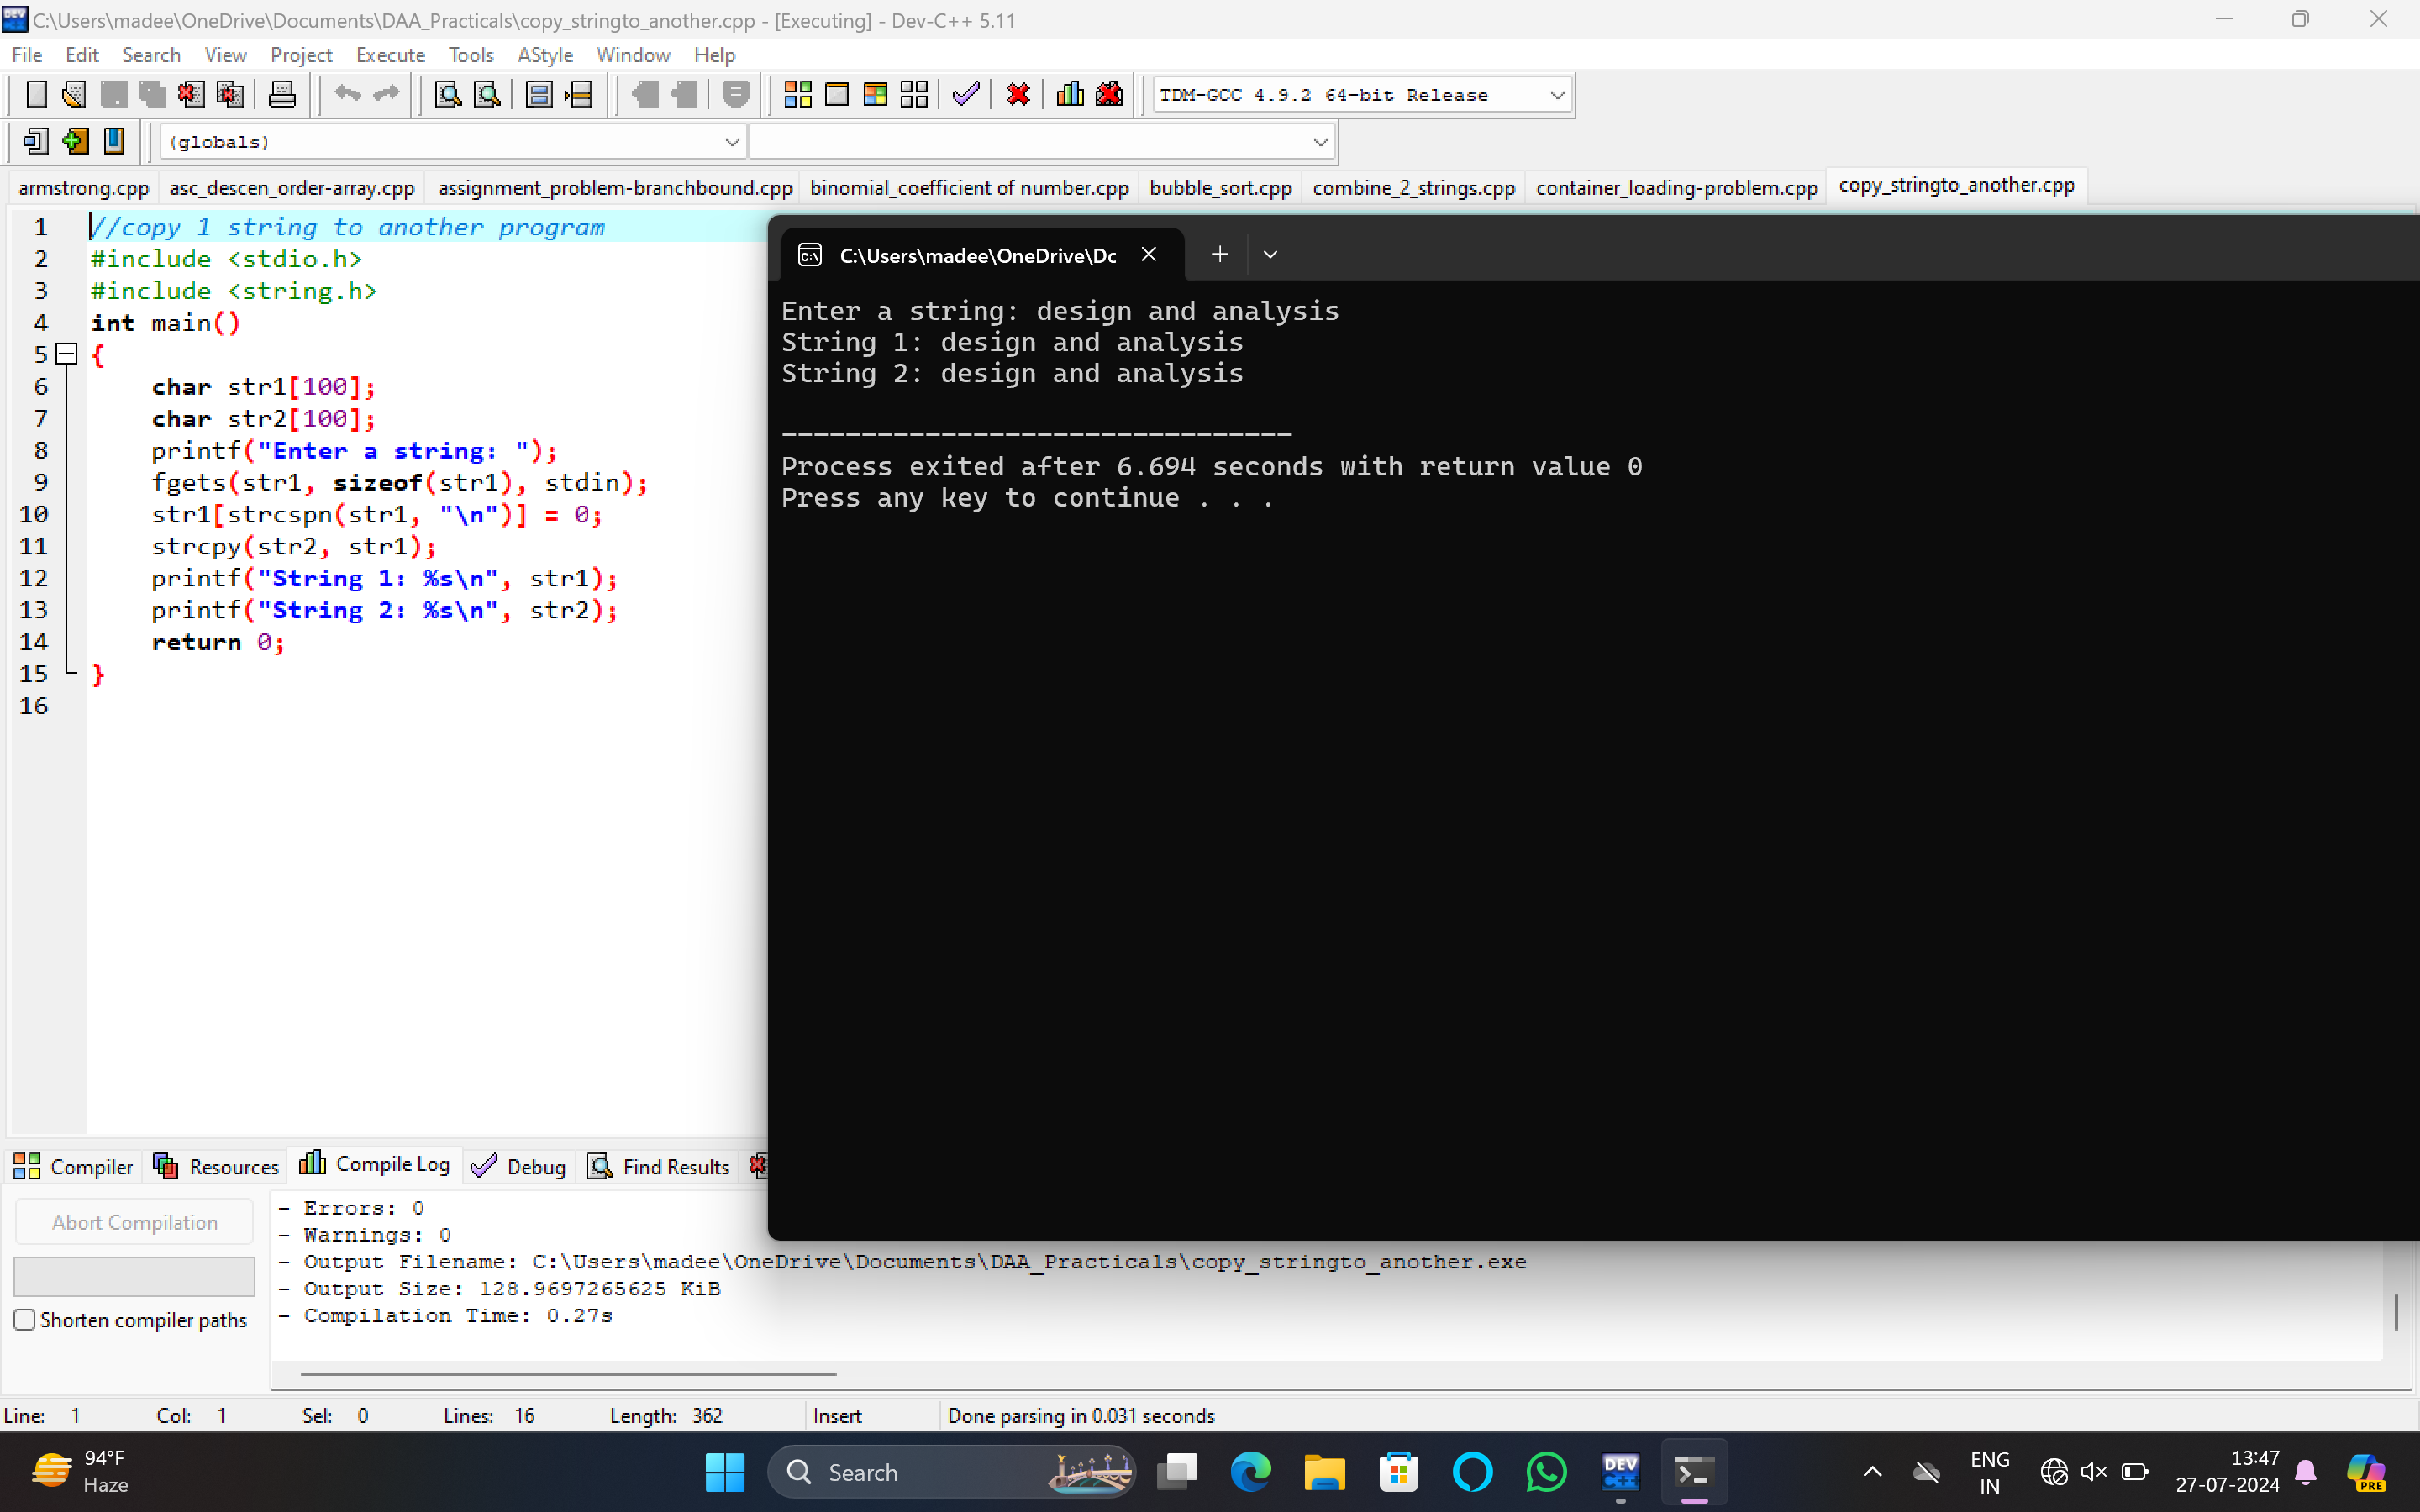 C:\Users\madee\OneDrive\Documents\DAA_Practicals\copy_stringto_another.cpp - [Executing] - Dev-C++ 5.11
File Edit Search View Project Execute Tools AStyle Window Help
TDM-GCC 4.9.2 64-bit Release
(globals)
armstrong.cpp asc_descen_order-array.cpp assignment_problem-branchbound.cpp binomial_coefficient of number.cpp bubble_sort.cpp combine_2_strings.cpp container_loading-problem.cpp copy_stringto_another.cpp
1 //copy 1 string to another program
2 #include <stdio.h>
3 #include <string.h>
4 int main()
5 {
6 char str1[100];
7 char str2[100];
8 printf("Enter a string: ");
9 fgets(str1, sizeof(str1), stdin);
10 str1[strcspn(str1, "\n")] = 0;
11 strcpy(str2, str1);
12 printf("String 1: %s\n", str1);
13 printf("String 2: %s\n", str2);
14 return 0;
15 }
16
C:\Users\madee\OneDrive\Dc
Enter a string: design and analysis
String 1: design and analysis
String 2: design and analysis
--------------------------------
Process exited after 6.694 seconds with return value 0
Press any key to continue . . .
Compiler Resources Compile Log Debug Find Results
Abort Compilation
Shorten compiler paths
- Errors: 0
- Warnings: 0
- Output Filename: C:\Users\madee\OneDrive\Documents\DAA_Practicals\copy_stringto_another.exe
- Output Size: 128.9697265625 KiB
- Compilation Time: 0.27s
Line: 1 Col: 1 Sel: 0 Lines: 16 Length: 362 Insert Done parsing in 0.031 seconds
94°F
Haze
Search
DEV
C++
ENG
IN
13:47
27-07-2024
PRE